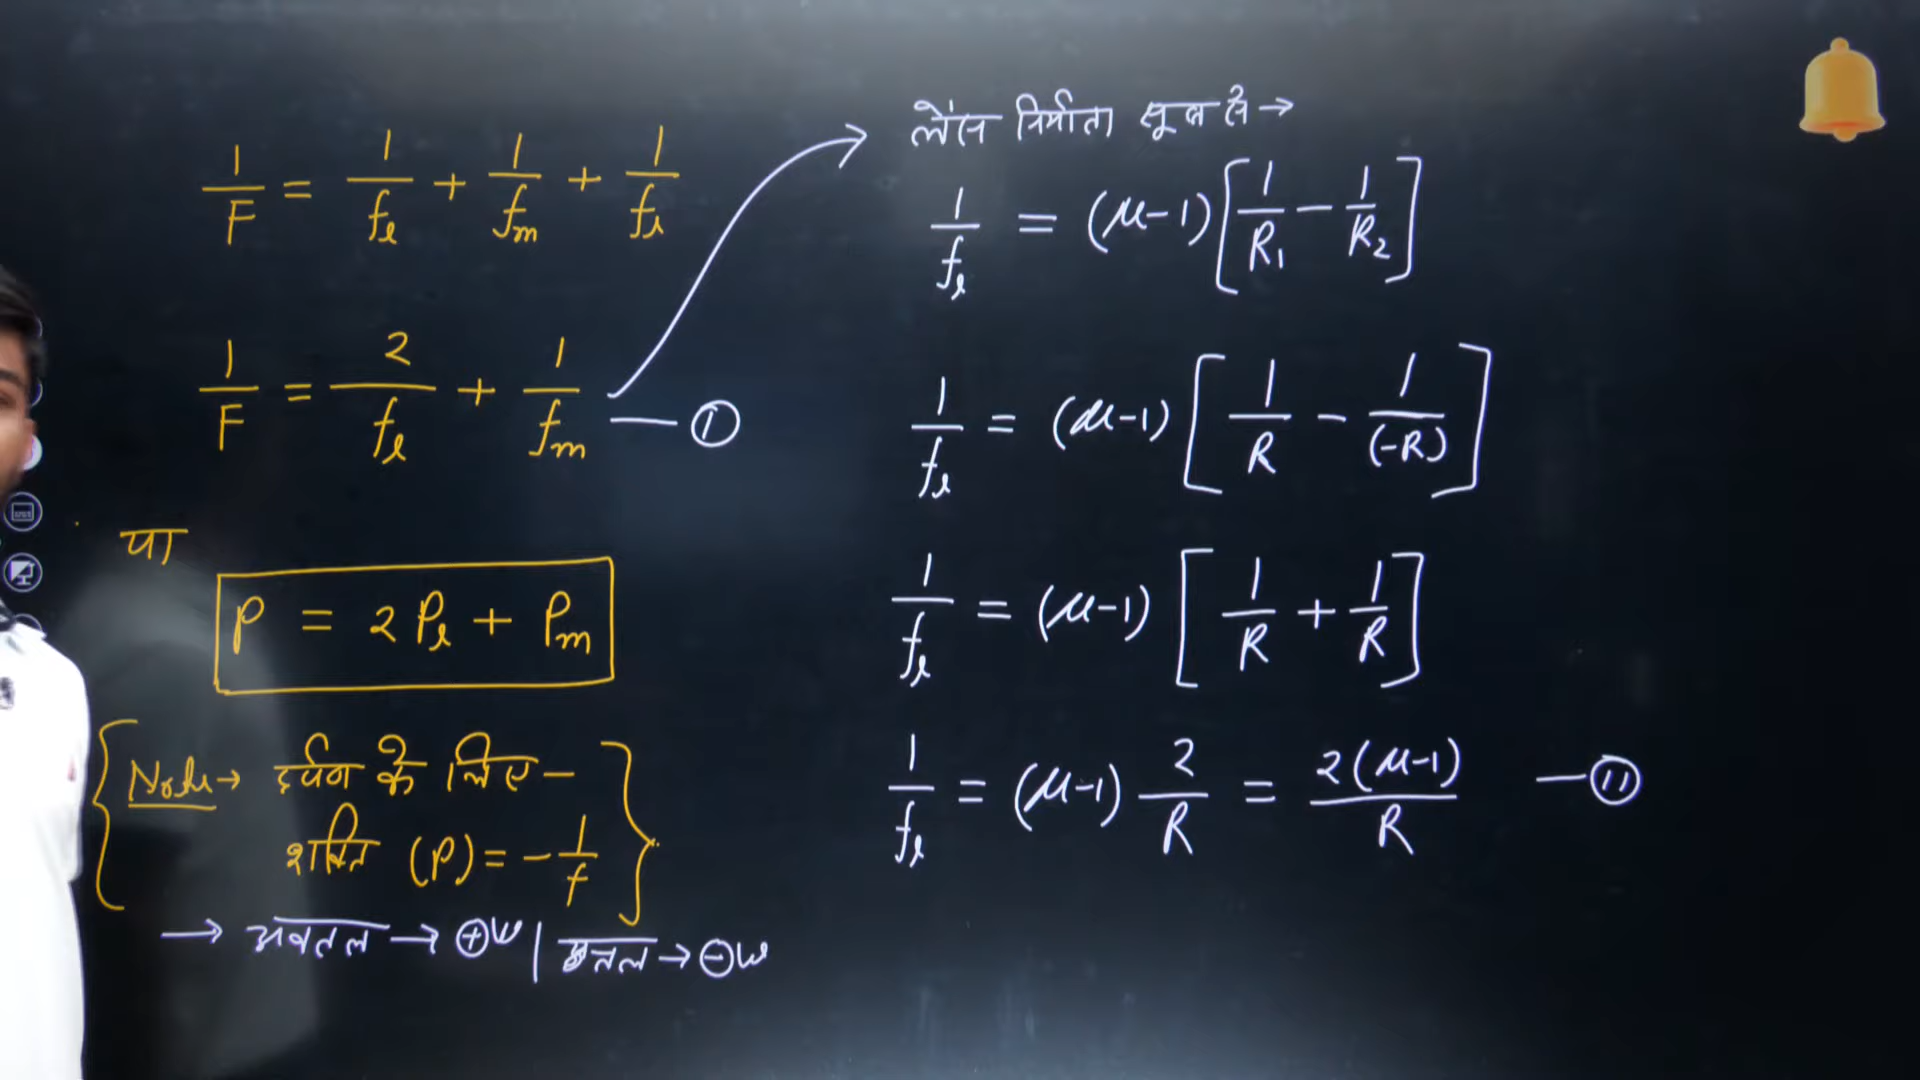 1/F = 1/fₗ + 1/fₘ + 1/fₗ
1/F = 2/fₗ + 1/fₘ —①
या
P = 2Pₗ + Pₘ
Note → दर्पण के लिए –
शक्ति (P) = -1/f
→ अवतल → ⊕ve | उत्तल → ⊖ve
लेंस निर्माता सूत्र से →
1/fₗ = (μ-1)[1/R₁ - 1/R₂]
1/fₗ = (μ-1)[1/R - 1/(-R)]
1/fₗ = (μ-1)[1/R + 1/R]
1/fₗ = (μ-1) 2/R = 2(μ-1)/R —⑪